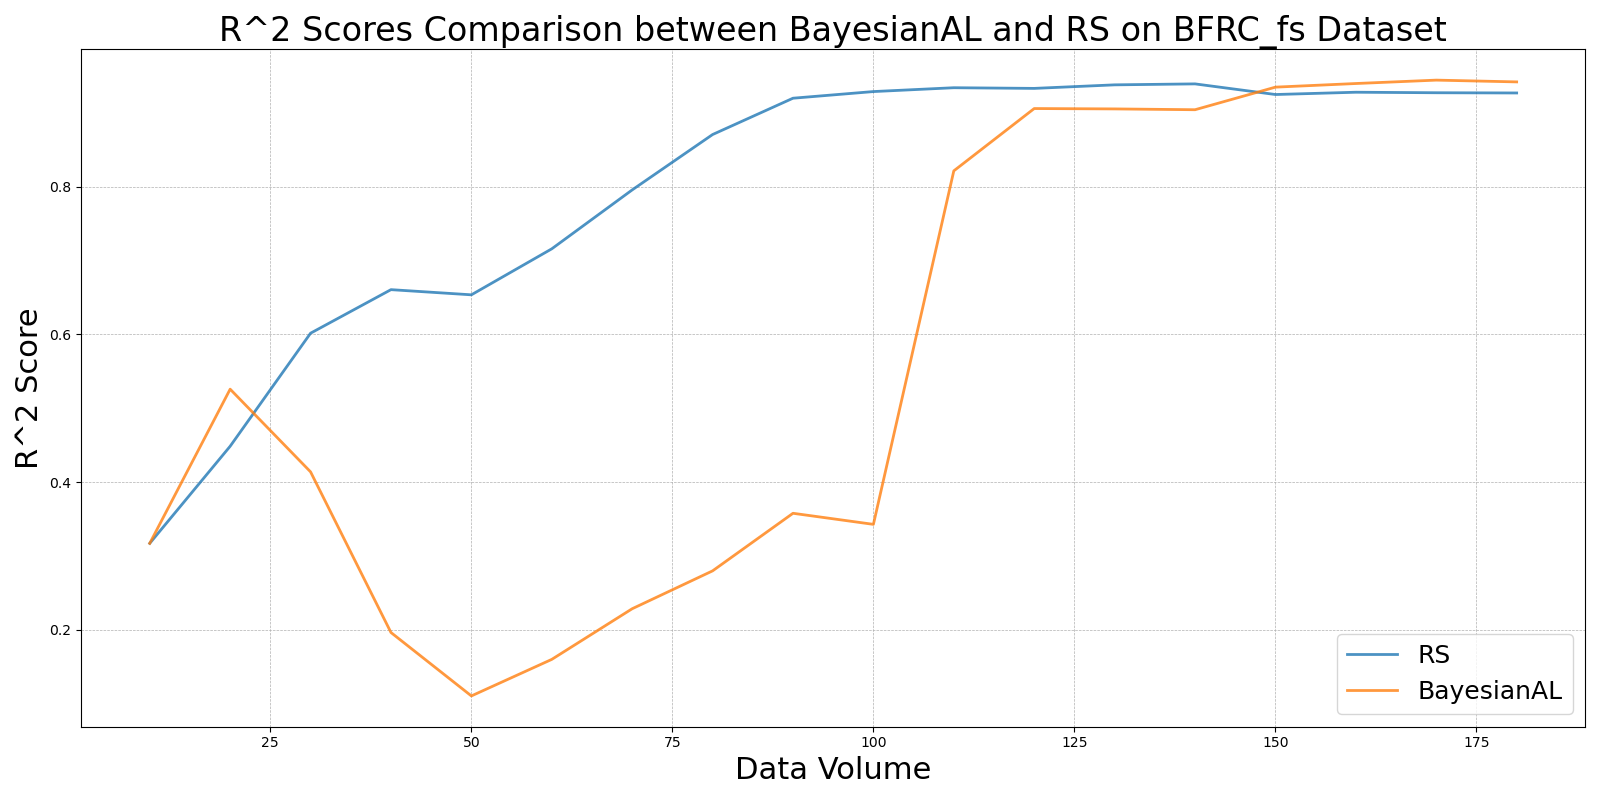 R^2 Scores Comparison between BayesianAL and RS on BFRC_fs Dataset
R^2 Score
0.8
0.6
0.4
0.2
25 50 75 100 125 150 175
Data Volume
RS
BayesianAL